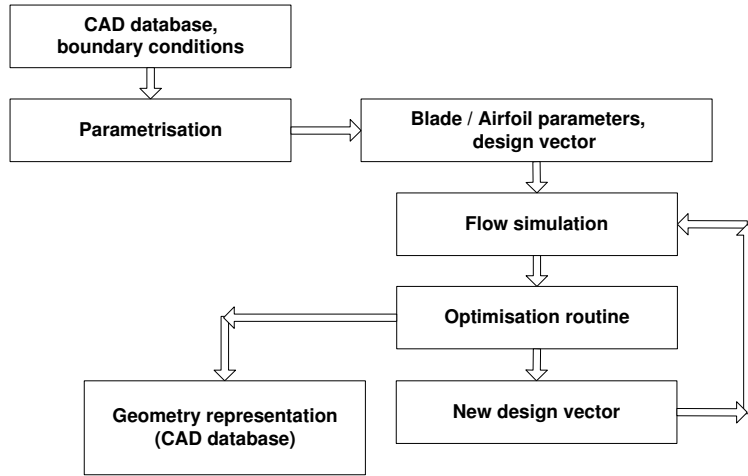 CAD database,
boundary conditions
Parametrisation
Blade / Airfoil parameters,
design vector
Flow simulation
Optimisation routine
Geometry representation
(CAD database)
New design vector